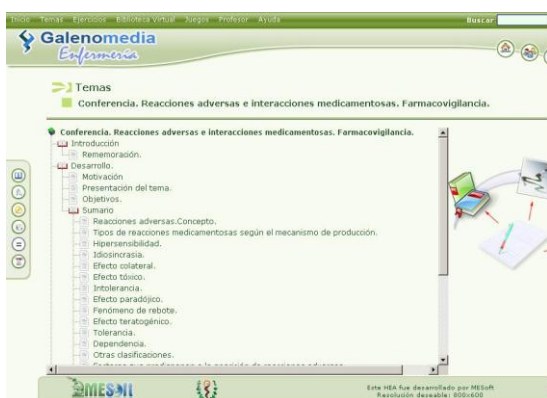 Inicio Temas Ejercicios Biblioteca Virtual Juegos Profesor Ayuda Buscar
Galenomedia
Enfermería
Temas
Conferencia. Reacciones adversas e interacciones medicamentosas. Farmacovigilancia.
Conferencia. Reacciones adversas e interacciones medicamentosas. Farmacovigilancia.
Introducción
Rememoración.
Desarrollo.
Motivación
Presentación del tema.
Objetivos.
Sumario
Reacciones adversas.Concepto.
Tipos de reacciones medicamentosas según el mecanismo de producción.
Hipersensibilidad.
Idiosincrasia.
Efecto colateral.
Efecto tóxico.
Intolerancia.
Efecto paradójico.
Fenómeno de rebote.
Efecto teratogénico.
Tolerancia.
Dependencia.
Otras clasificaciones.
MESoft
Este HEA fue desarrollado por MESoft
Resolución deseable: 800x600